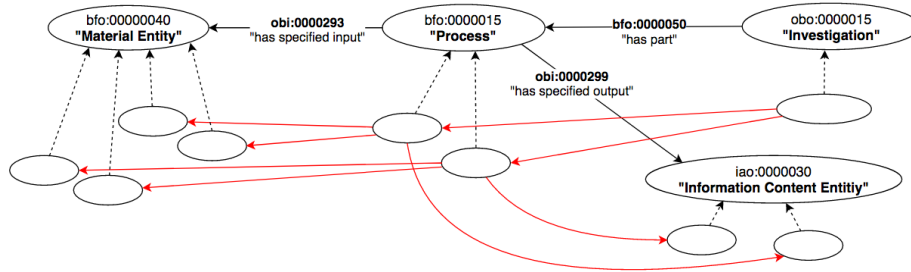 bfo:00000040
"Material Entity"
obi:0000293
"has specified input"
bfo:0000015
"Process"
bfo:0000050
"has part"
obo:0000015
"Investigation"
obi:0000299
"has specified output"
iao:0000030
"Information Content Entitiy"